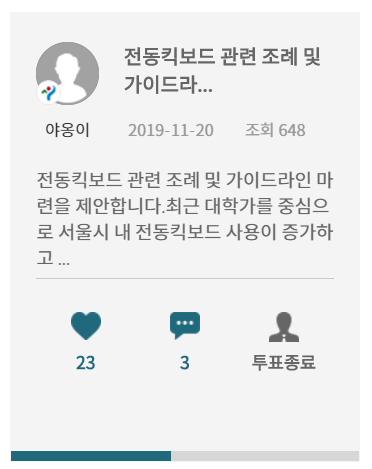 전동킥보드 관련 조례 및
가이드라...
야옹이 2019-11-20 조회 648
전동킥보드 관련 조례 및 가이드라인 마
련을 제안합니다.최근 대학가를 중심으
로 서울시 내 전동킥보드 사용이 증가하
고 ...
23 3 투표종료